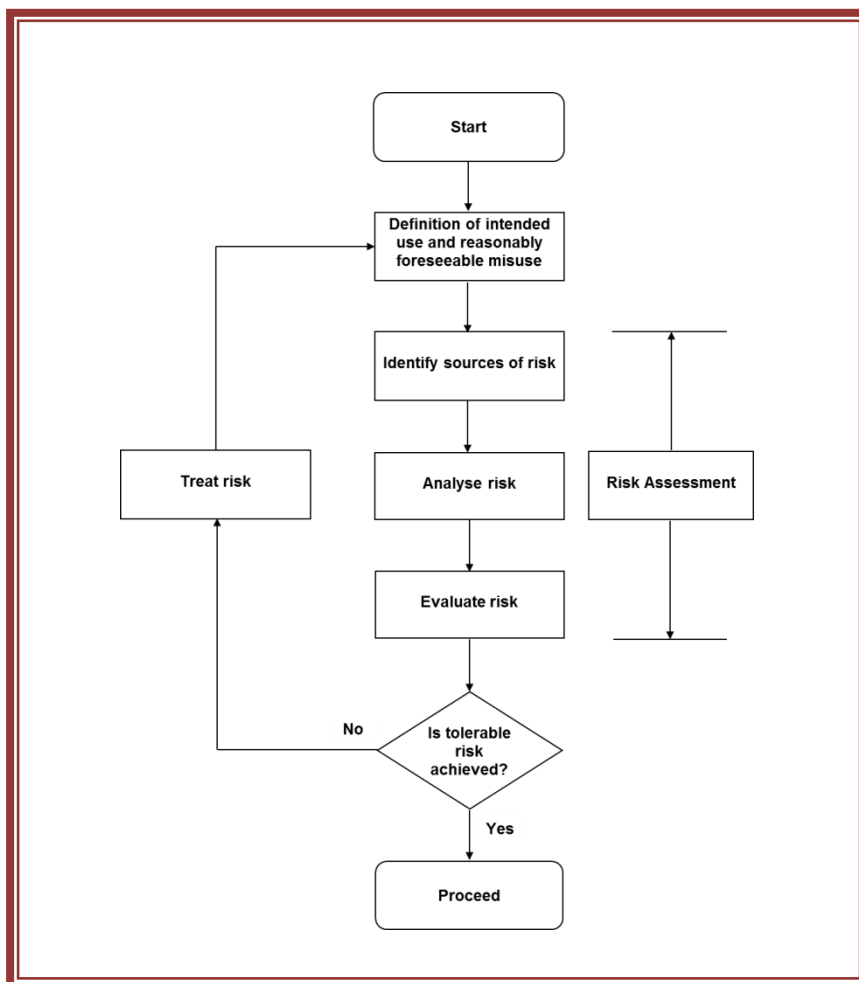 Start
Definition of intended
use and reasonably
foreseeable misuse
Identify sources of risk
Treat risk
Analyse risk
Risk Assessment
Evaluate risk
No
Is tolerable
risk
achieved?
Yes
Proceed